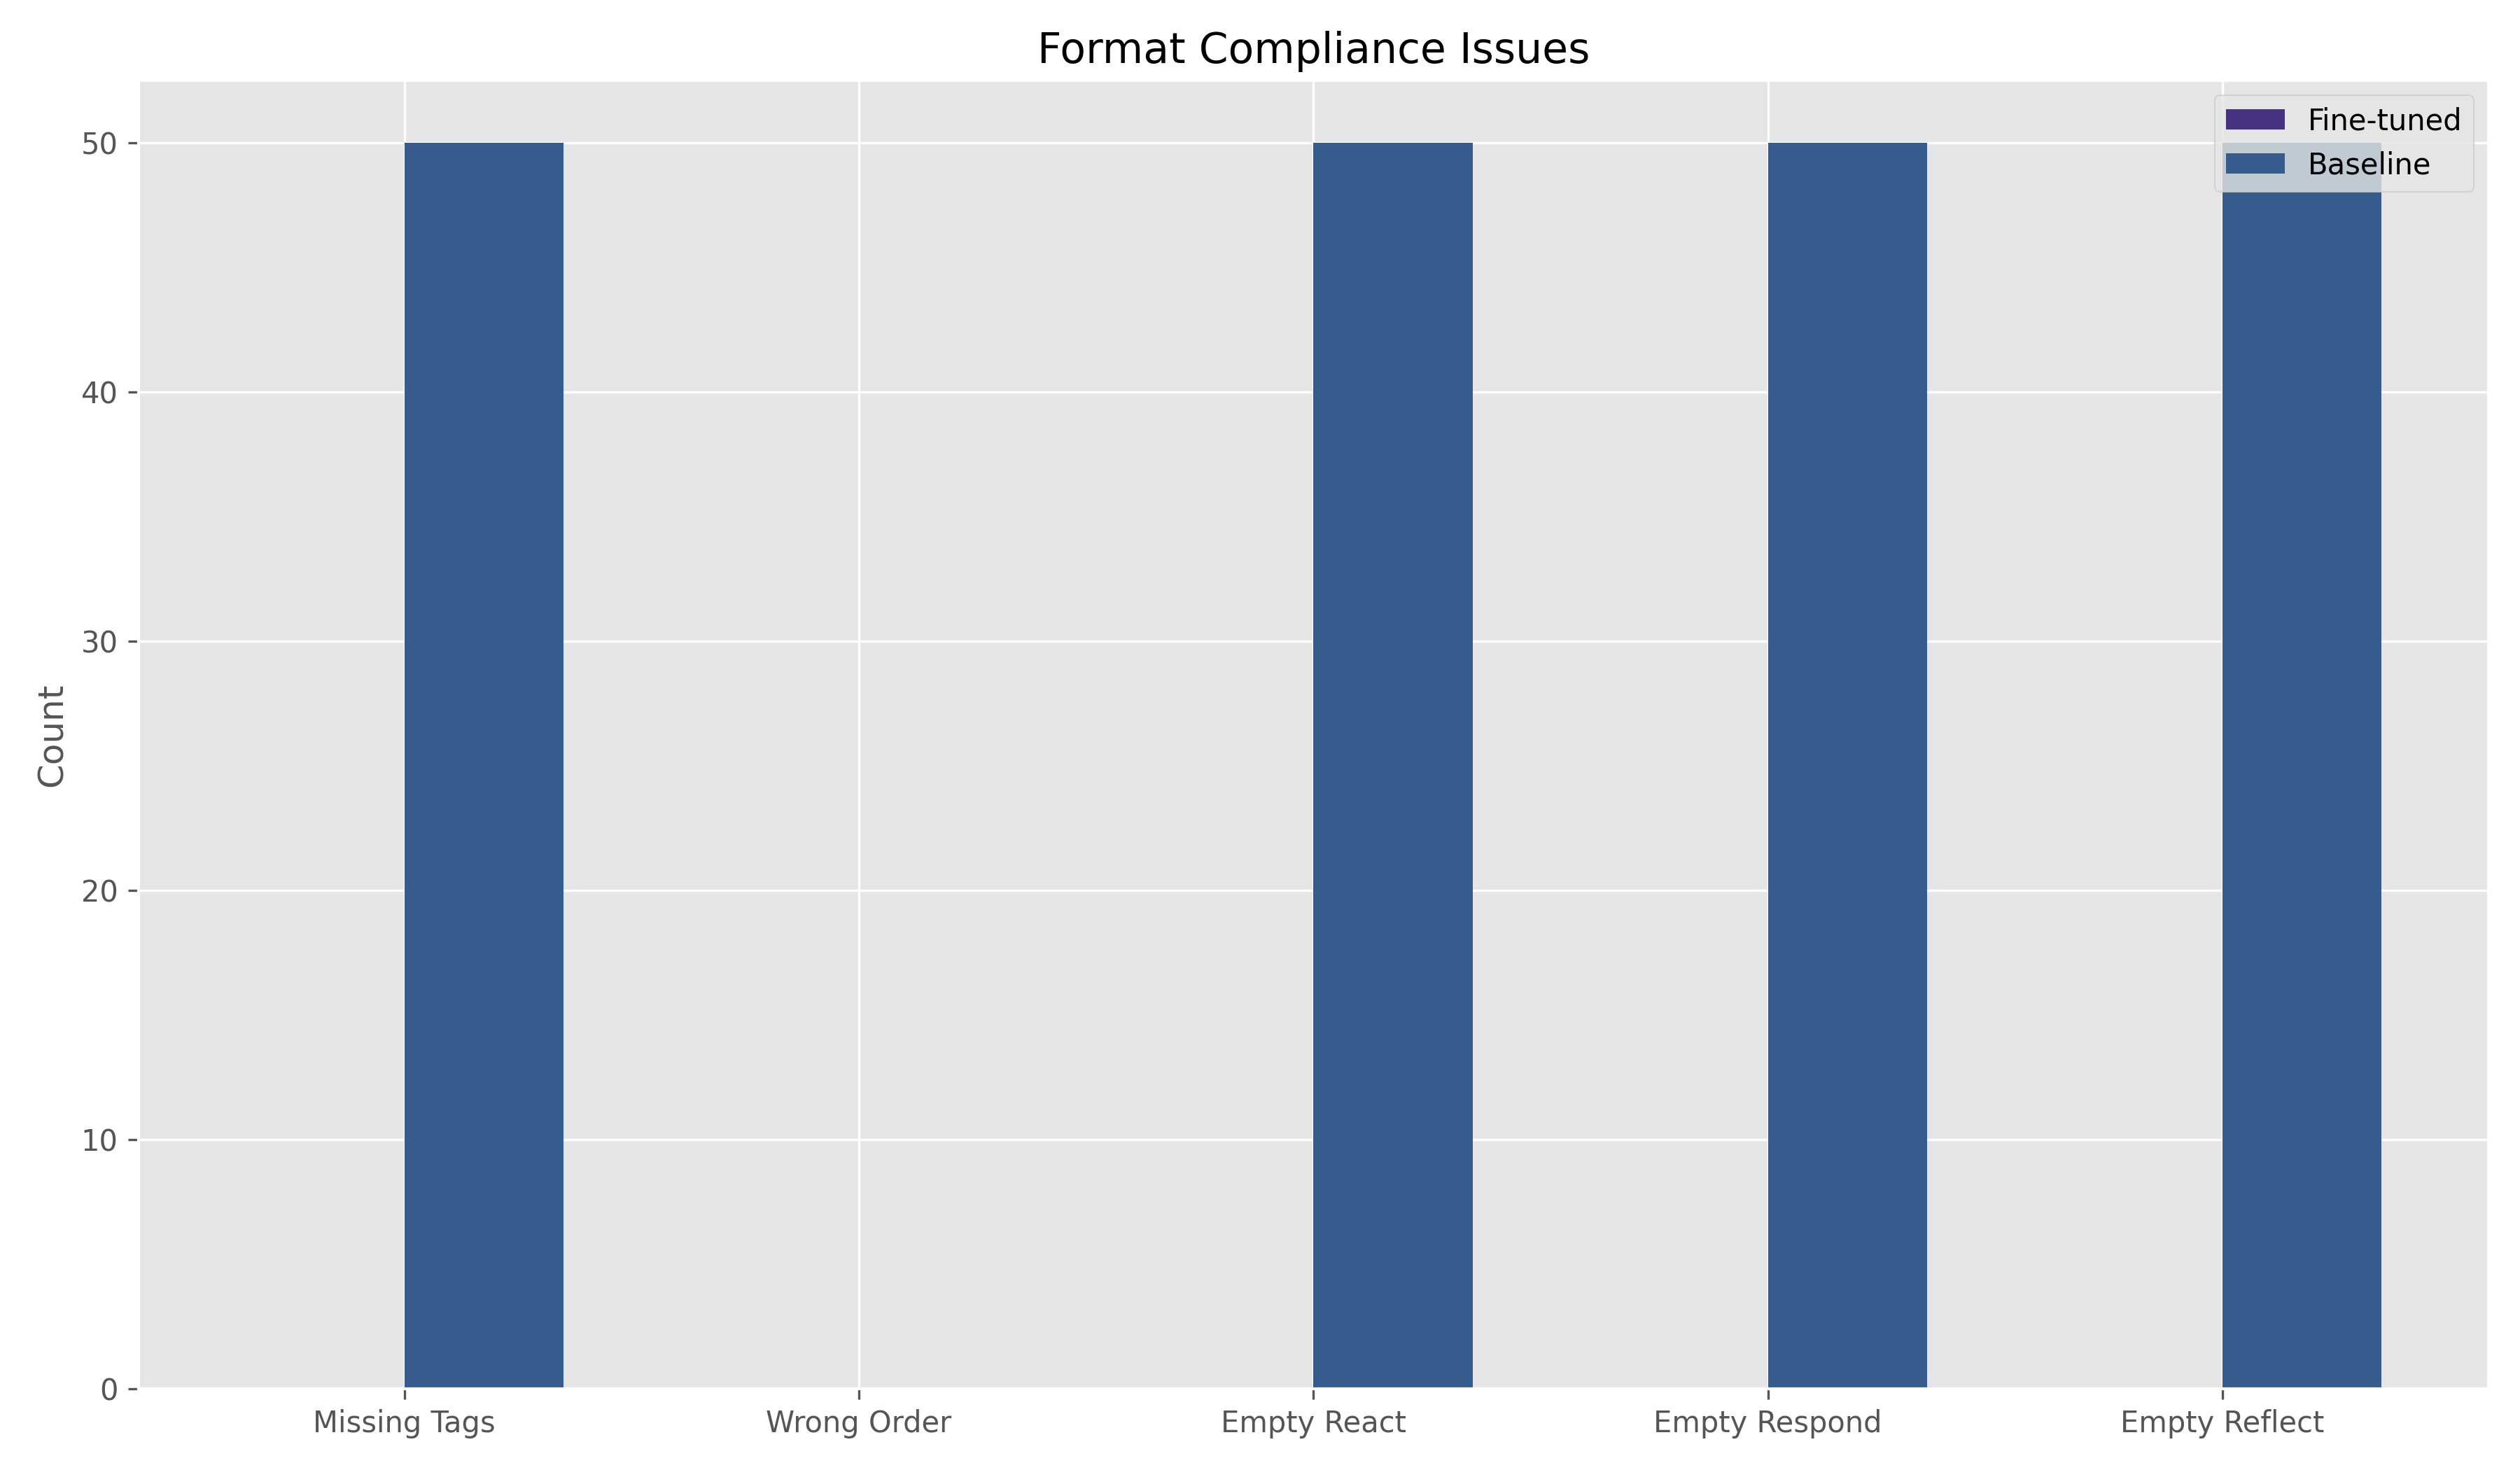 Format Compliance Issues
Fine-tuned
Baseline
50
40
30
20
10
0
Count
Missing Tags
Wrong Order
Empty React
Empty Respond
Empty Reflect